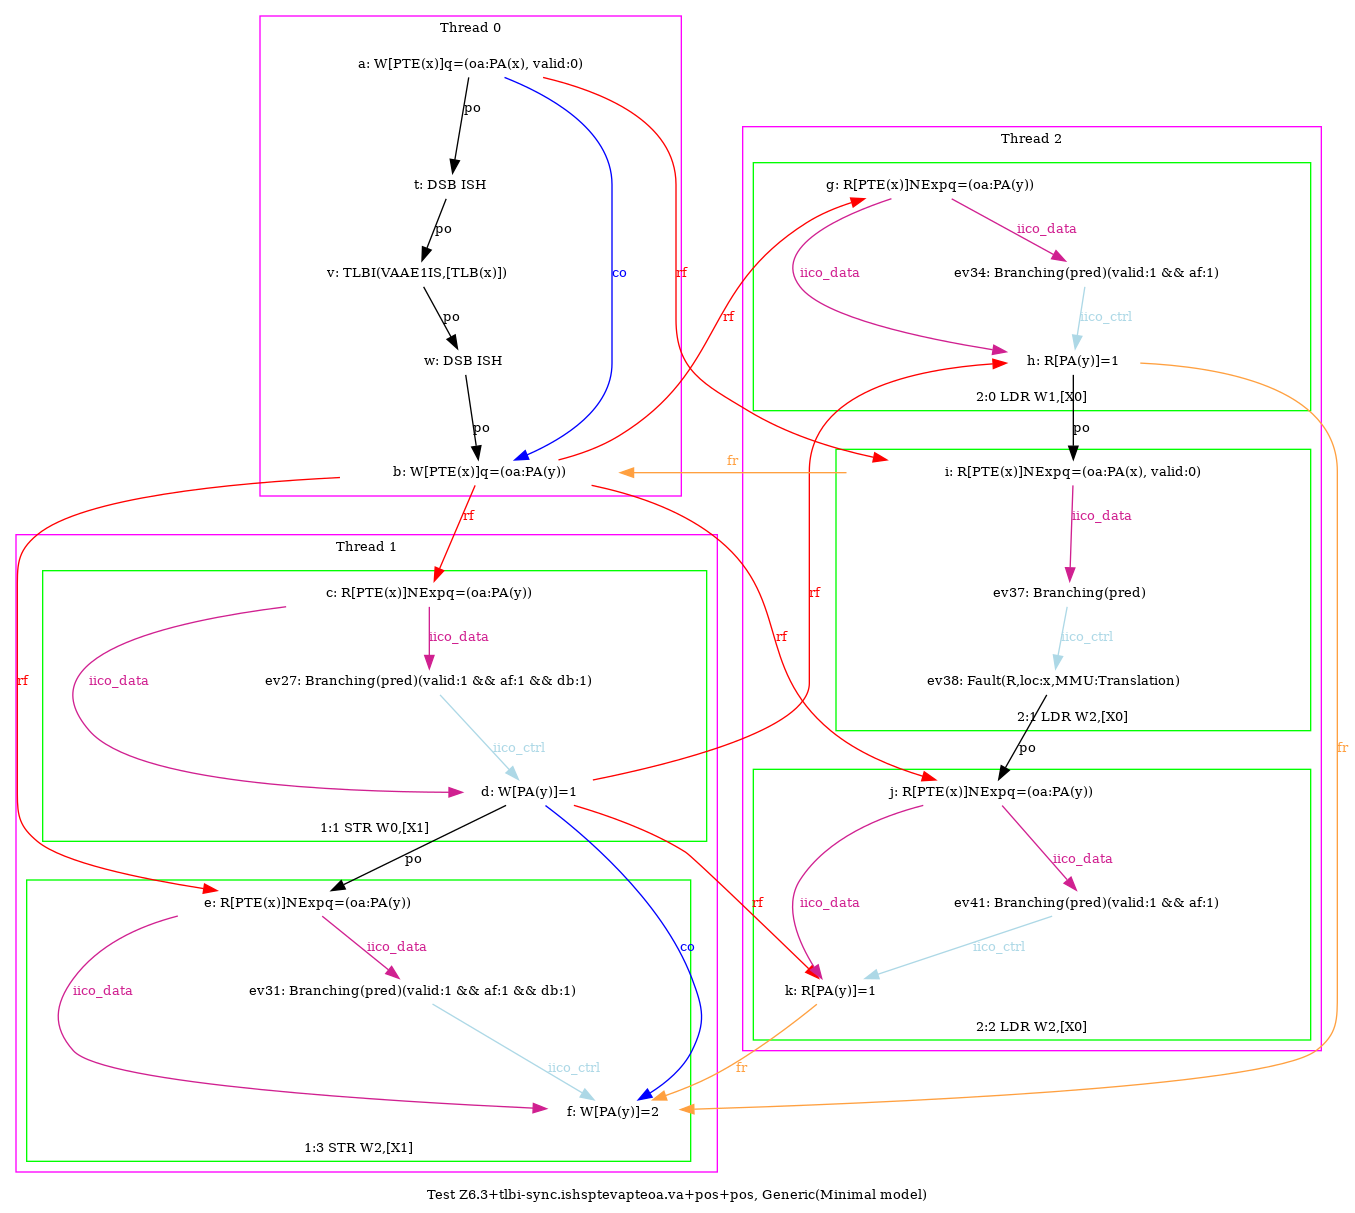 Thread 0
a: W[PTE(x)]q=(oa:PA(x), valid:0)
po
t: DSB ISH
po
v: TLBI(VAAE1IS,[TLB(x)])
co
rf
po
w: DSB ISH
po
b: W[PTE(x)]q=(oa:PA(y))
Thread 2
g: R[PTE(x)]NExpq=(oa:PA(y))
iico_data
iico_data
ev34: Branching(pred)(valid:1 && af:1)
rf
iico_ctrl
h: R[PA(y)]=1
2:0 LDR W1,[X0]
po
fr
i: R[PTE(x)]NExpq=(oa:PA(x), valid:0)
iico_data
ev37: Branching(pred)
iico_ctrl
ev38: Fault(R,loc:x,MMU:Translation)
2:1 LDR W2,[X0]
po
fr
j: R[PTE(x)]NExpq=(oa:PA(y))
iico_data
iico_data
ev41: Branching(pred)(valid:1 && af:1)
iico_ctrl
k: R[PA(y)]=1
2:2 LDR W2,[X0]
rf
Thread 1
c: R[PTE(x)]NExpq=(oa:PA(y))
rf
iico_data
rf
rf
iico_data
ev27: Branching(pred)(valid:1 && af:1 && db:1)
iico_ctrl
d: W[PA(y)]=1
1:1 STR W0,[X1]
po
e: R[PTE(x)]NExpq=(oa:PA(y))
rf
iico_data
co
iico_data
ev31: Branching(pred)(valid:1 && af:1 && db:1)
iico_ctrl
fr
f: W[PA(y)]=2
1:3 STR W2,[X1]
Test Z6.3+tlbi-sync.ishsptevapteoa.va+pos+pos, Generic(Minimal model)